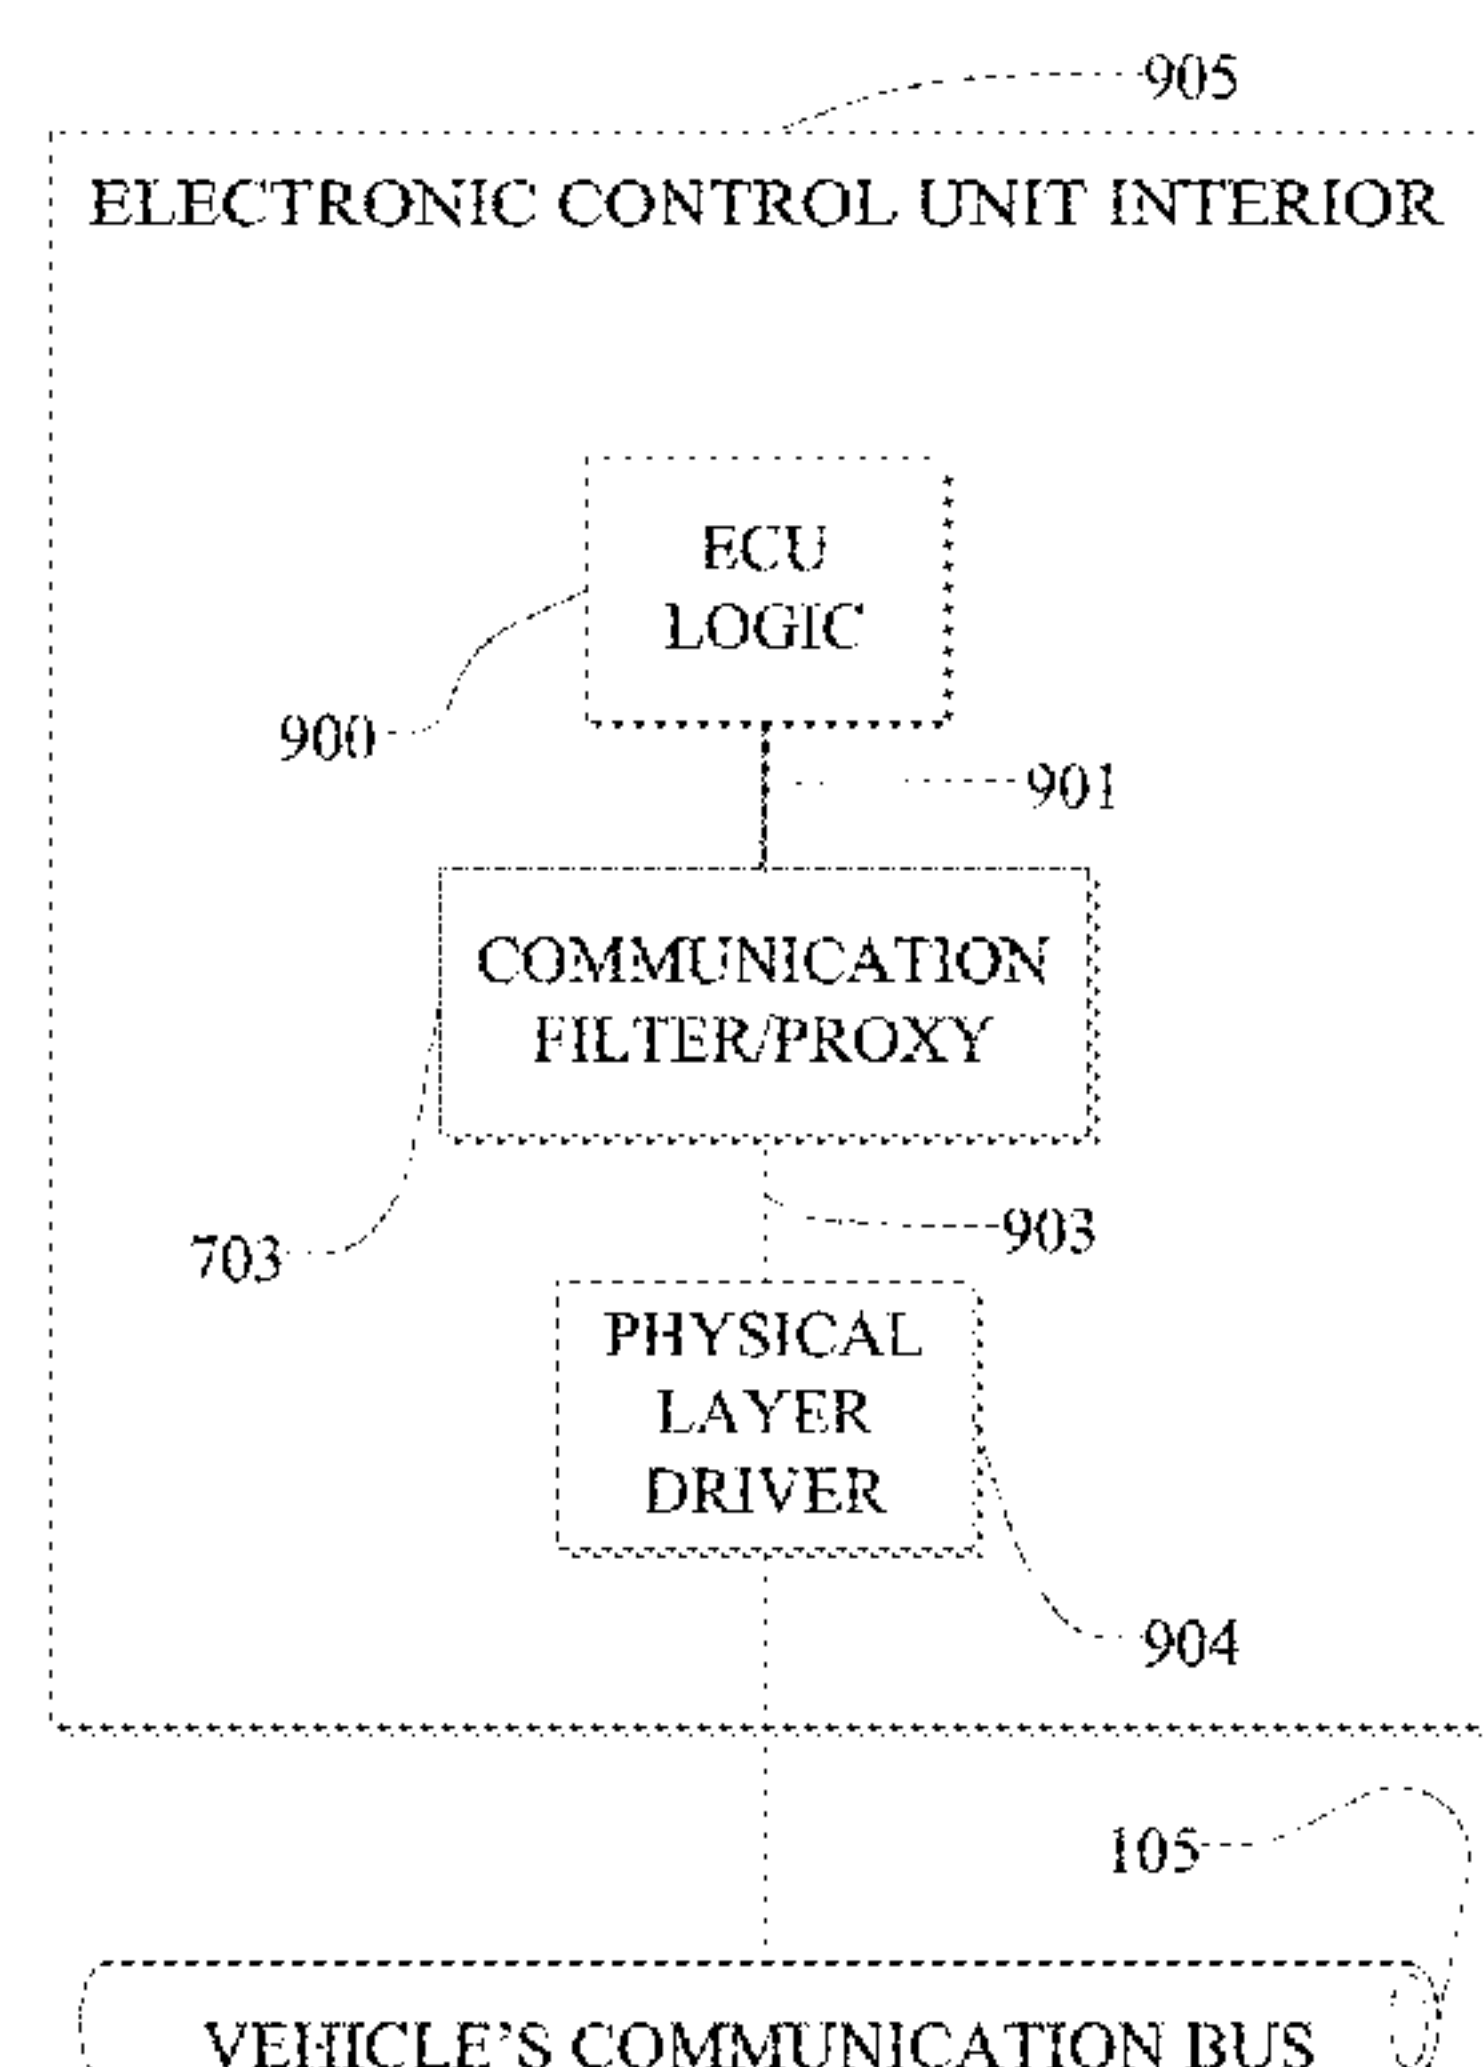 905
ELECTRONIC CONTROL UNIT INTERIOR
ECU
LOGIC
900
901
COMMUNICATION
FILTER/PROXY
703
903
PHYSICAL
LAYER
DRIVER
904
105
VEHICLE'S COMMUNICATION BUS